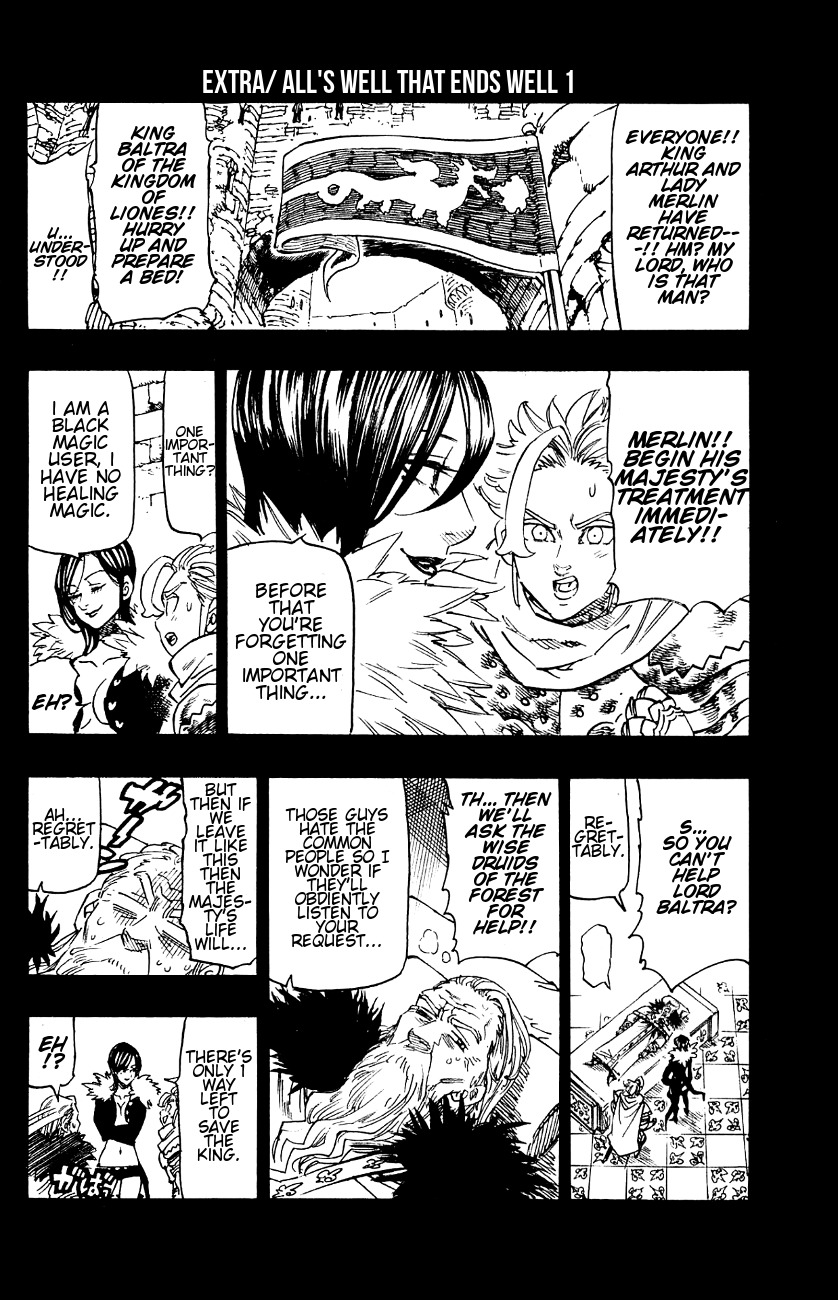 EXTRA/ ALL'S WELL THAT ENDS WELL 1
EVERYONE!!
KING
ARTHUR AND
LADY
MERLIN
HAVE
RETURNED--
-!! HM? MY
LORD, WHO
IS THAT
MAN?
KING
BALTRA
OF THE
KINGDOM
OF
LIONES!!
HURRY
UP AND
PREPARE
A BED!
U...
UNDER-
STOOD
!!
MERLIN!!
BEGIN HIS
MAJESTY'S
TREATMENT
IMMEDI-
ATELY!!
BEFORE
THAT
YOU'RE
FORGETTING
ONE
IMPORTANT
THING...
ONE
IMPOR-
TANT
THING?
I AM A
BLACK
MAGIC
USER, I
HAVE NO
HEALING
MAGIC.
EH?
S...
SO YOU
CAN'T
HELP
LORD
BALTRA?
RE-
GRET-
TABLY.
TH... THEN
WE'LL
ASK THE
WISE
DRUIDS
OF THE
FOREST
FOR
HELP!!
THOSE GUYS
HATE THE
COMMON
PEOPLE SO I
WONDER IF
THEY'LL
OBDIENTLY
LISTEN TO
YOUR
REQUEST...
BUT
THEN IF
WE
LEAVE
IT LIKE
THIS
THEN
THE
MAJES-
TY'S
LIFE
WILL...
AH...
REGRET
-TABLY.
THERE'S
ONLY 1
WAY
LEFT
TO
SAVE
THE
KING.
EH
!?
がばっ